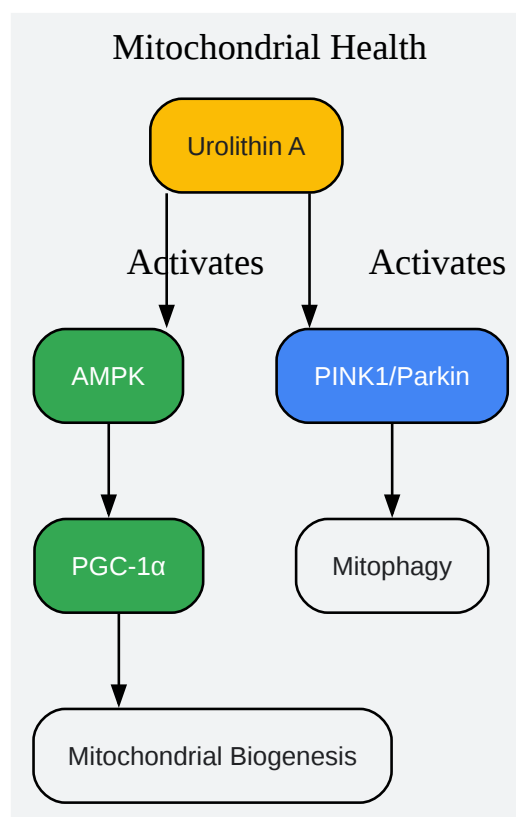 Mitochondrial Health
Urolithin A
Activates
Activates
AMPK
PINK1/Parkin
PGC-1α
Mitophagy
Mitochondrial Biogenesis